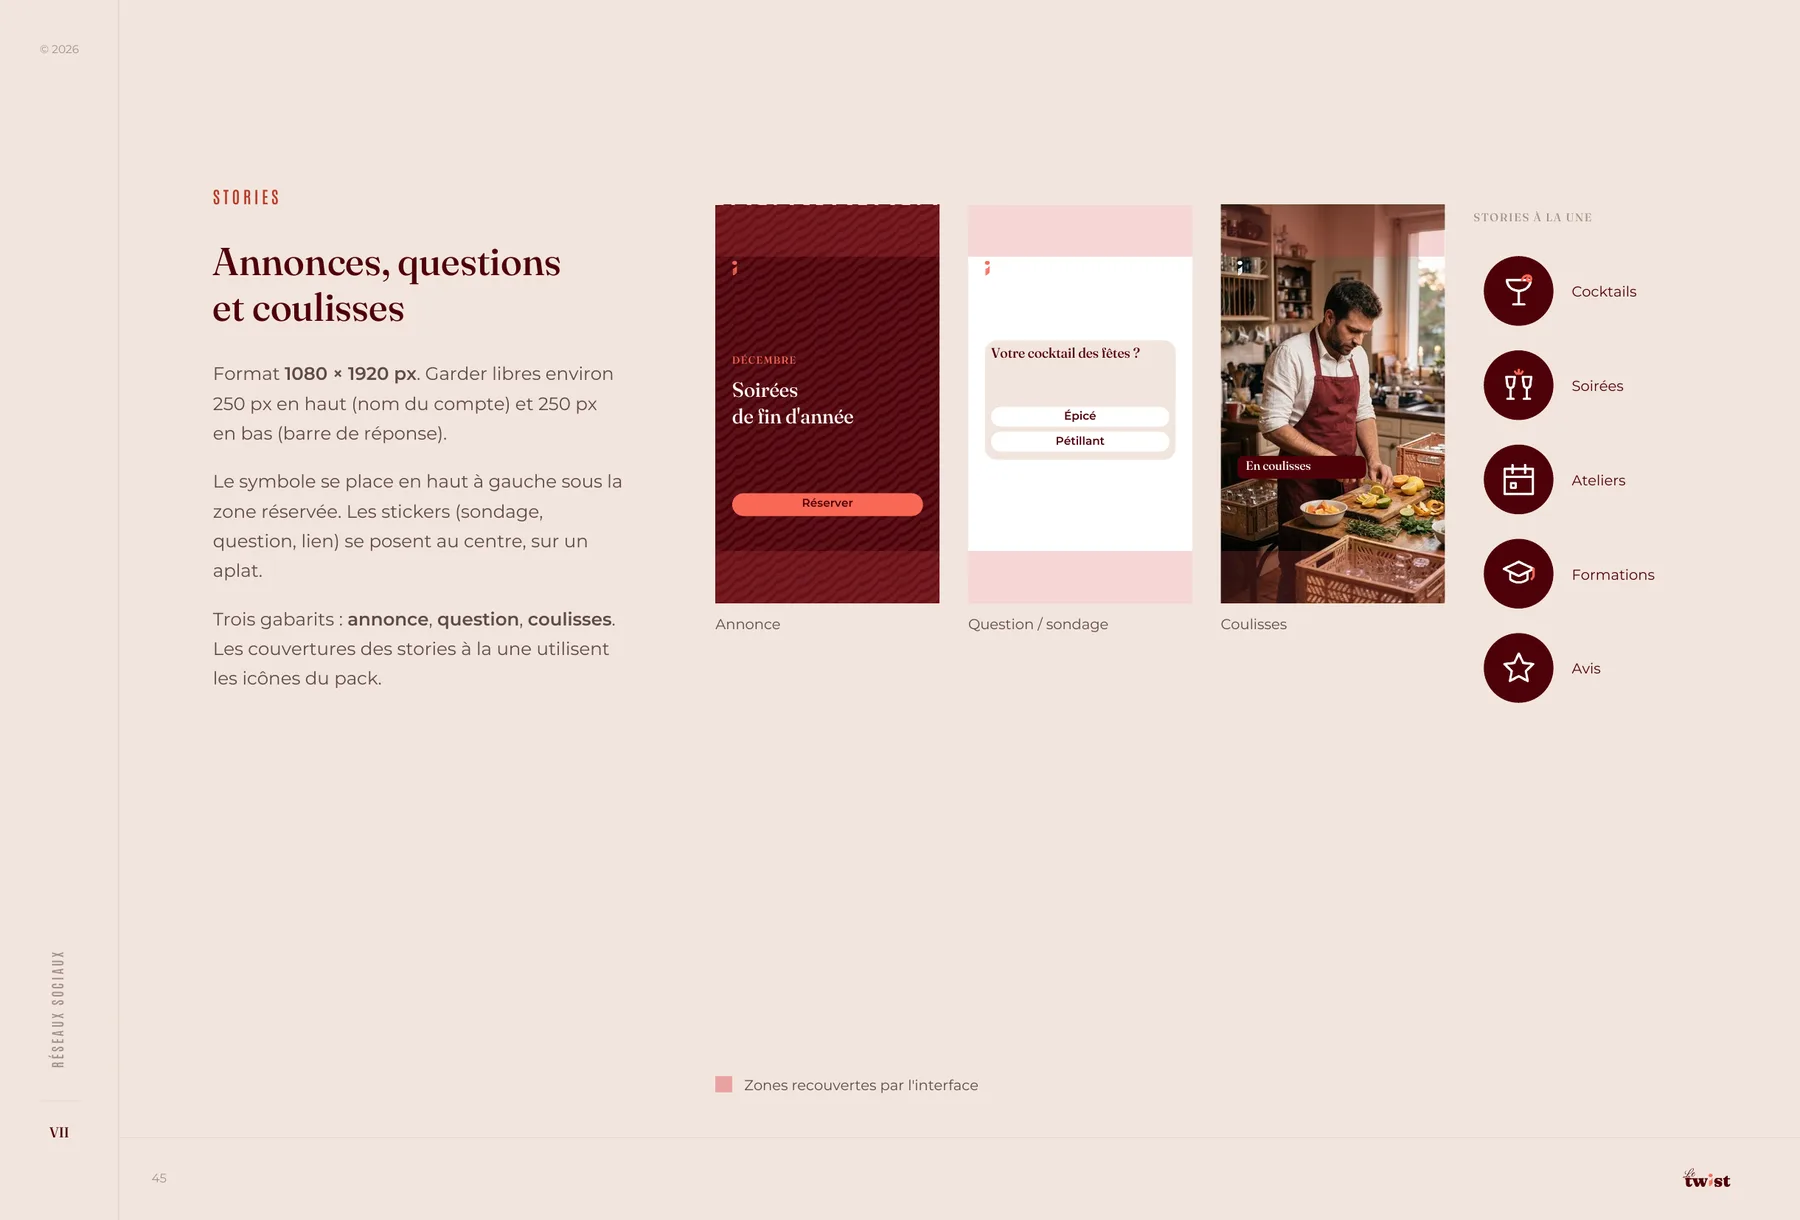 © 2026
STORIES
Annonces, questions
et coulisses
Format 1080 × 1920 px. Garder libres environ
250 px en haut (nom du compte) et 250 px
en bas (barre de réponse).
Le symbole se place en haut à gauche sous la
zone réservée. Les stickers (sondage,
question, lien) se posent au centre, sur un
aplat.
Trois gabarits : annonce, question, coulisses.
Les couvertures des stories à la une utilisent
les icônes du pack.
DÉCEMBRE
Soirées
de fin d'année
Réserver
Annonce
Votre cocktail des fêtes ?
Épicé
Pétillant
Question / sondage
En coulisses
Coulisses
STORIES À LA UNE
Cocktails
Soirées
Ateliers
Formations
Avis
Zones recouvertes par l'interface
RÉSEAUX SOCIAUX
VII
45
Le
twist